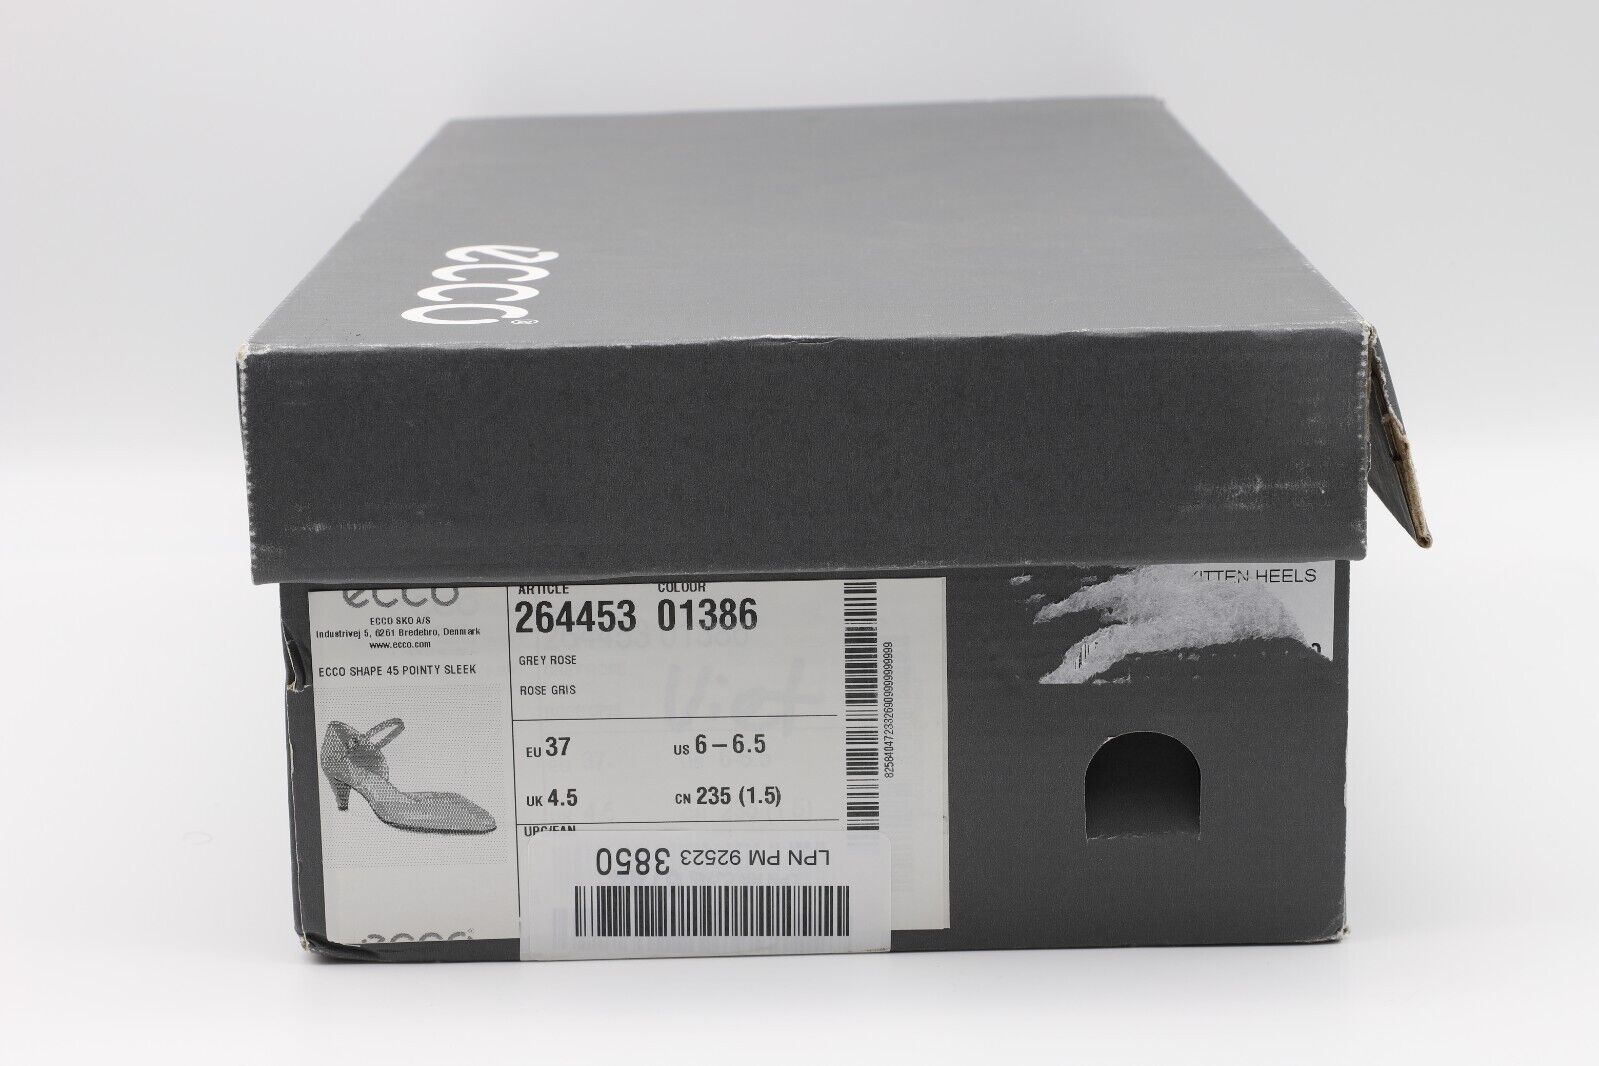 ecco
ecco
ECCO SKO A/S
Industrivej 5, 6261 Bredebro, Denmark
www.ecco.com
ECCO SHAPE 45 POINTY SLEEK
ARTICLE COLOUR
264453 01386
GREY ROSE
ROSE GRIS
EU 37 US 6 – 6.5
UK 4.5 CN 235 (1.5)
UPC/EAN
LPN PM 92523 3850
ecco
KITTEN HEELS